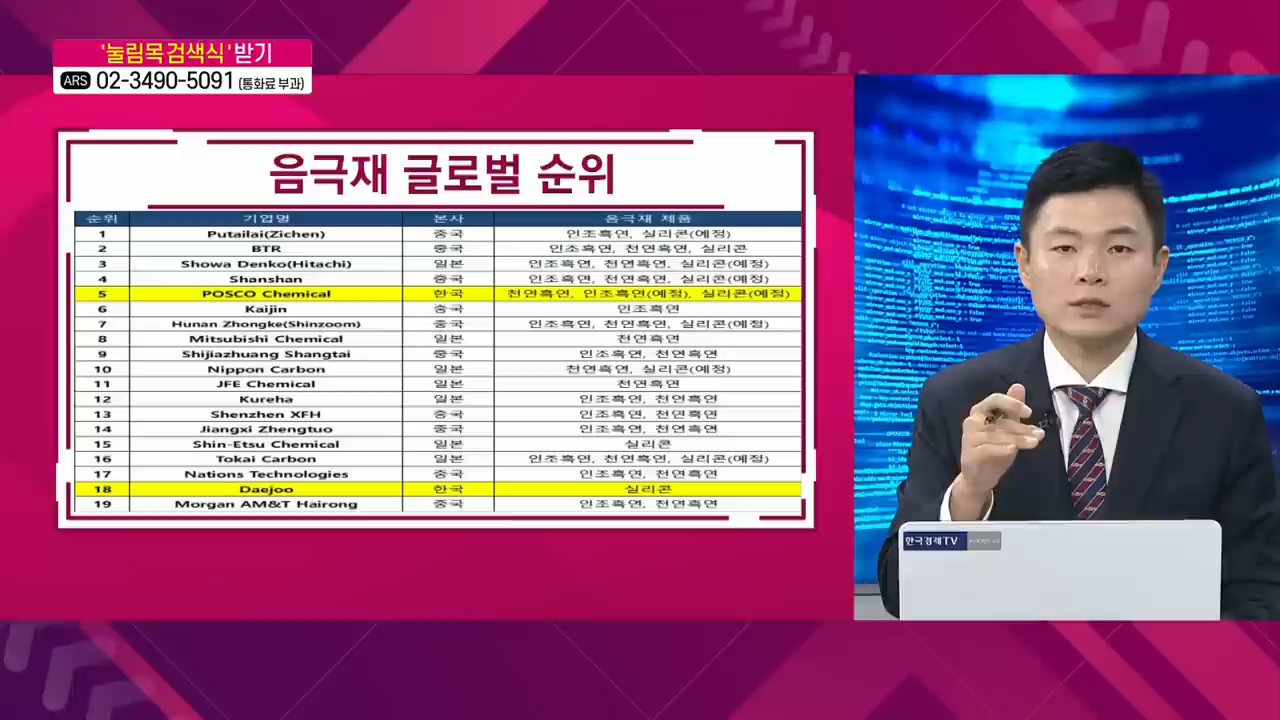 '눌림목 검색식' 받기
ARS 02-3490-5091 (통화료 부과)
음극재 글로벌 순위
순위 기업명 본사 음극재 제품
1 Putailai(Zichen) 중국 인조흑연, 실리콘(예정)
2 BTR 중국 인조흑연, 천연흑연, 실리콘
3 Showa Denko(Hitachi) 일본 인조흑연, 천연흑연, 실리콘(예정)
4 Shanshan 중국 인조흑연, 천연흑연, 실리콘(예정)
5 POSCO Chemical 한국 천연흑연, 인조흑연(예정), 실리콘(예정)
6 Kaijin 중국 인조흑연
7 Hunan Zhongke(Shinzoom) 중국 인조흑연, 천연흑연, 실리콘(예정)
8 Mitsubishi Chemical 일본 천연흑연
9 Shijiazhuang Shangtai 중국 인조흑연, 천연흑연
10 Nippon Carbon 일본 천연흑연, 실리콘(예정)
11 JFE Chemical 일본 천연흑연
12 Kureha 일본 인조흑연, 천연흑연
13 Shenzhen XFH 중국 인조흑연, 천연흑연
14 Jiangxi Zhengtuo 중국 인조흑연, 천연흑연
15 Shin-Etsu Chemical 일본 실리콘
16 Tokai Carbon 일본 인조흑연, 천연흑연, 실리콘(예정)
17 Nations Technologies 중국 인조흑연, 천연흑연
18 Daejoo 한국 실리콘
19 Morgan AM&T Hairong 중국 인조흑연, 천연흑연
한국경제TV